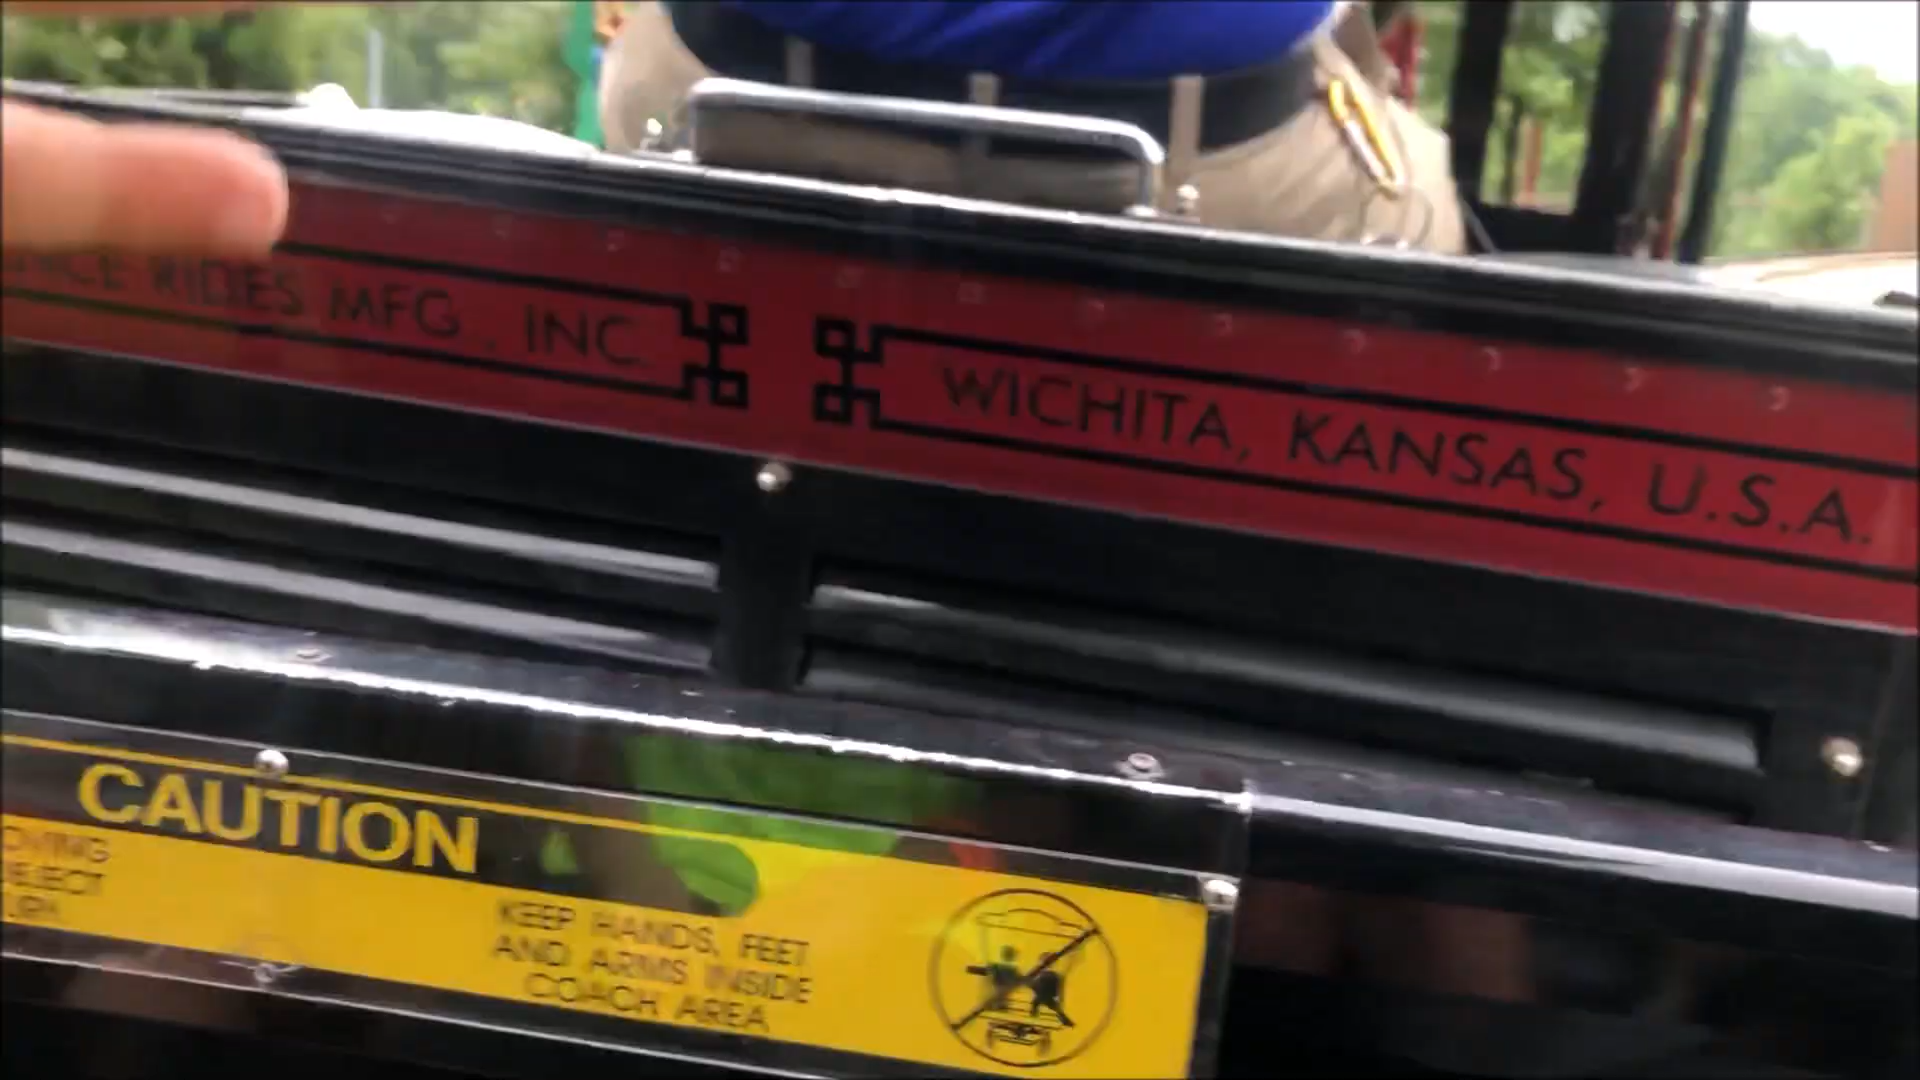 RIDES MFG., INC.
WICHITA, KANSAS, U.S.A.
CAUTION
KEEP HANDS, FEET
AND ARMS INSIDE
COACH AREA